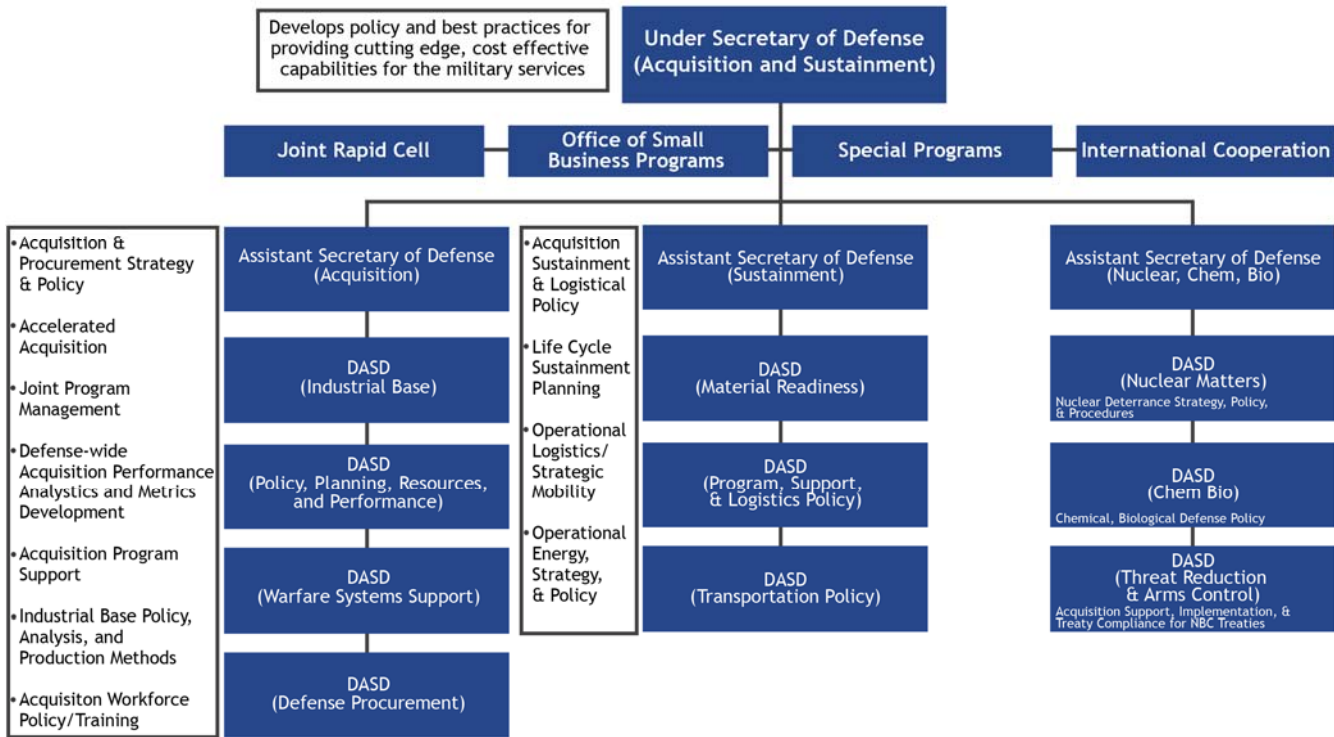 Develops policy and best practices for
providing cutting edge, cost effective
capabilities for the military services
Under Secretary of Defense
(Acquisition and Sustainment)
Joint Rapid Cell
Office of Small
Business Programs
Special Programs
International Cooperation
• Acquisition &
Procurement Strategy
& Policy
• Accelerated
Acquisition
• Joint Program
Management
• Defense-wide
Acquisition Performance
Analystics and Metrics
Development
• Acquisition Program
Support
• Industrial Base Policy,
Analysis, and
Production Methods
• Acquisiton Workforce
Policy/Training
Assistant Secretary of Defense
(Acquisition)
DASD
(Industrial Base)
DASD
(Policy, Planning, Resources,
and Performance)
DASD
(Warfare Systems Support)
DASD
(Defense Procurement)
• Acquisition
Sustainment
& Logistical
Policy
• Life Cycle
Sustainment
Planning
• Operational
Logistics/
Strategic
Mobility
• Operational
Energy,
Strategy,
& Policy
Assistant Secretary of Defense
(Sustainment)
DASD
(Material Readiness)
DASD
(Program, Support,
& Logistics Policy)
DASD
(Transportation Policy)
Assistant Secretary of Defense
(Nuclear, Chem, Bio)
DASD
(Nuclear Matters)
Nuclear Deterrance Strategy, Policy,
& Procedures
DASD
(Chem Bio)
Chemical, Biological Defense Policy
DASD
(Threat Reduction
& Arms Control)
Acquisition Support, Implementation, &
Treaty Compliance for NBC Treaties